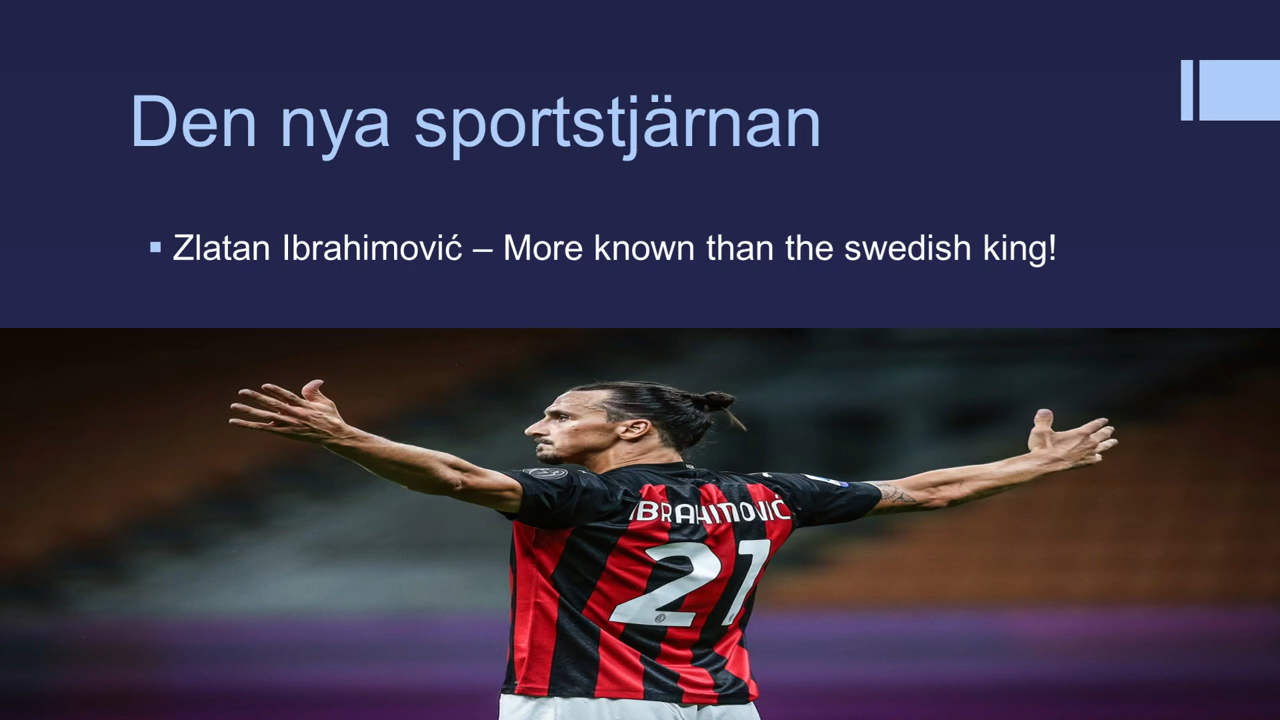 Den nya sportstjärnan
▪ Zlatan Ibrahimović – More known than the swedish king!
IBRAHIMOVIĆ
21